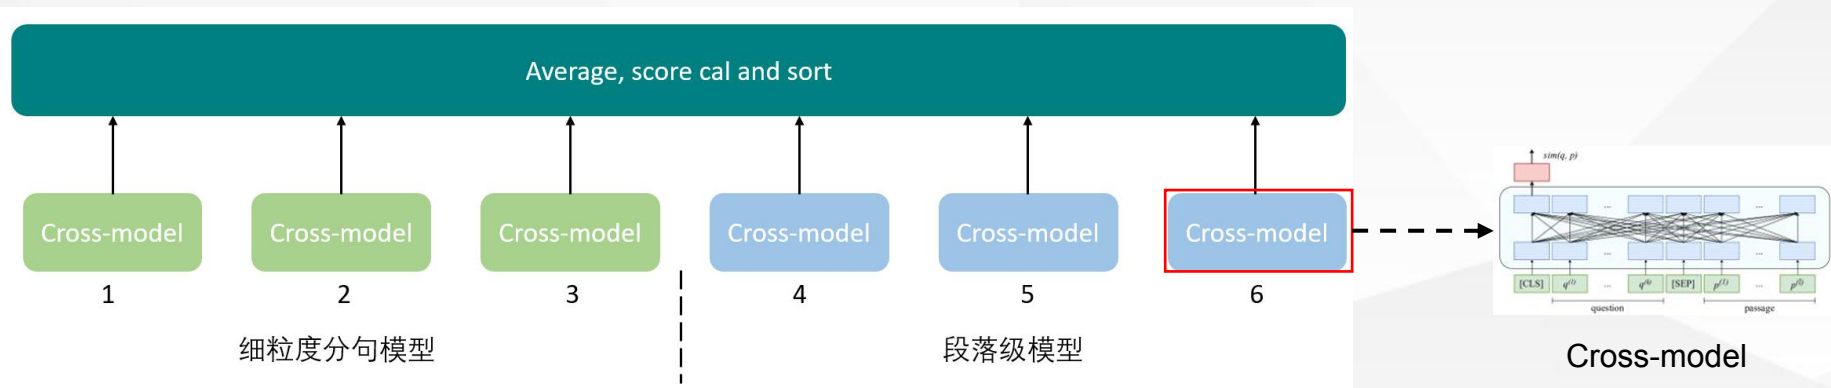 Average, score cal and sort
Cross-model
Cross-model
Cross-model
Cross-model
Cross-model
Cross-model
1
2
3
4
5
6
细粒度分句模型
段落级模型
sim(q, p)
...
...
...
...
[CLS] q⁽¹⁾ ... q⁽ᵏ⁾ [SEP] p⁽¹⁾ ... p⁽ˡ⁾
question
passage
Cross-model